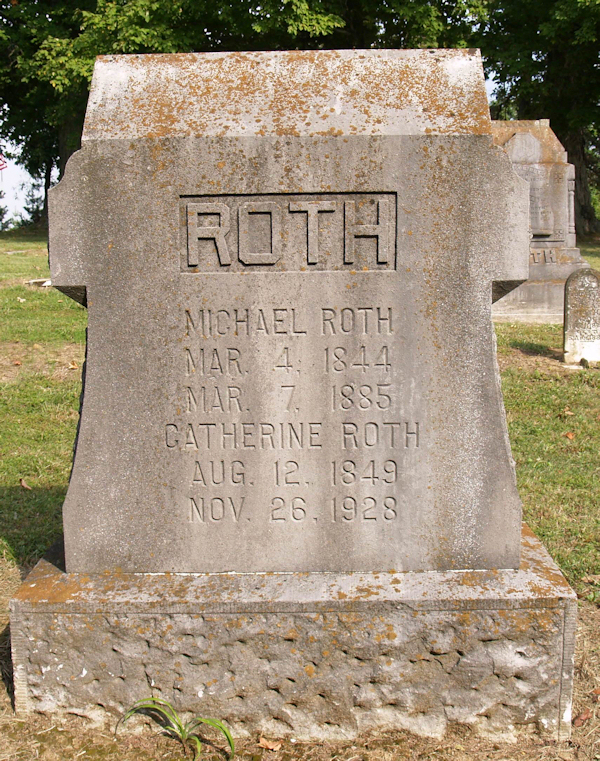 ROTH
MICHAEL ROTH
MAR. 4, 1844
MAR. 7, 1885
CATHERINE ROTH
AUG. 12, 1849
NOV. 26, 1928